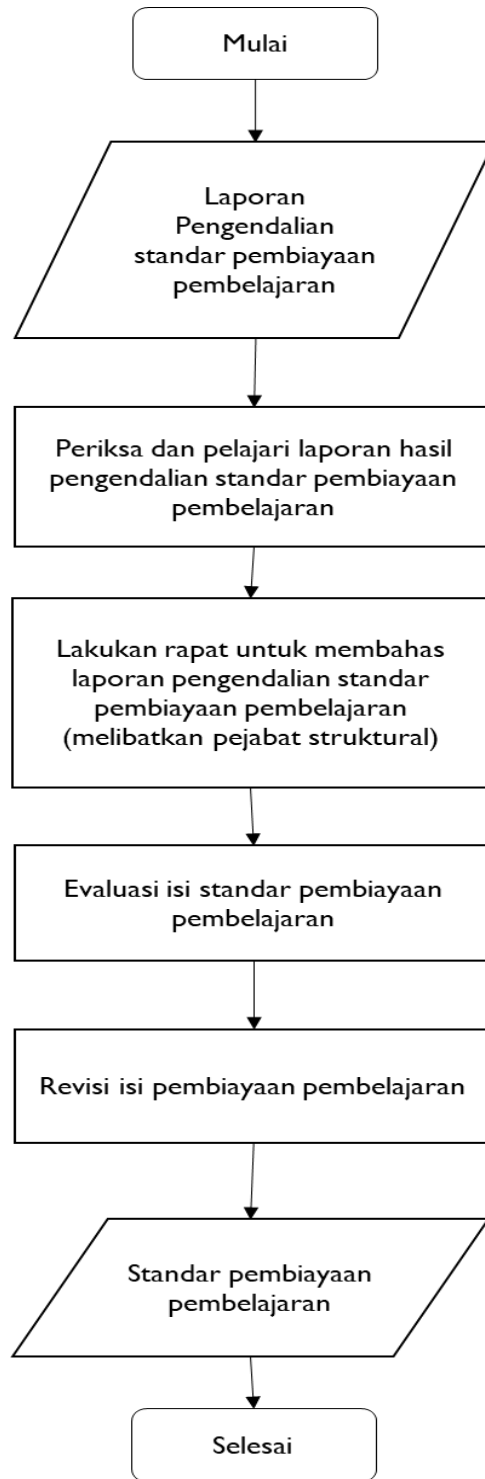 Mulai
Laporan
Pengendalian
standar pembiayaan
pembelajaran
Periksa dan pelajari laporan hasil
pengendalian standar pembiayaan
pembelajaran
Lakukan rapat untuk membahas
laporan pengendalian standar
pembiayaan pembelajaran
(melibatkan pejabat struktural)
Evaluasi isi standar pembiayaan
pembelajaran
Revisi isi pembiayaan pembelajaran
Standar pembiayaan
pembelajaran
Selesai